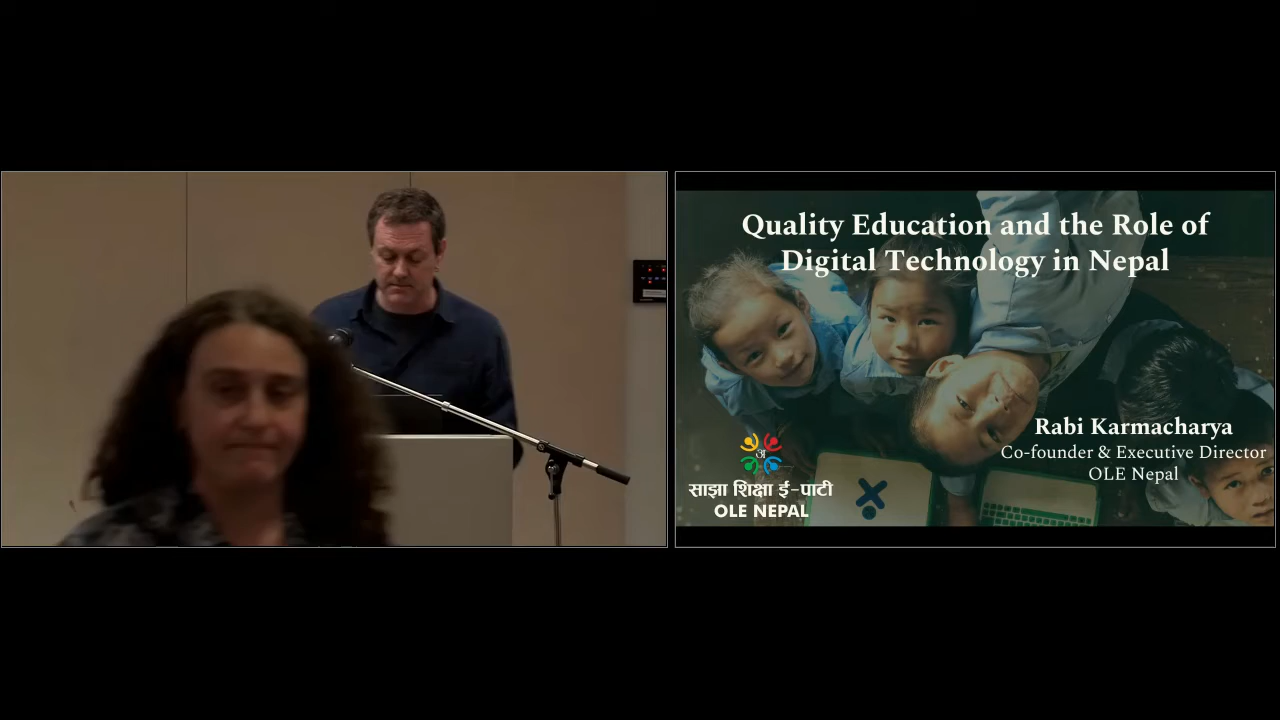 Quality Education and the Role of
Digital Technology in Nepal
Rabi Karmacharya
Co-founder & Executive Director
OLE Nepal
अ
साझा शिक्षा ई-पाटी
OLE NEPAL